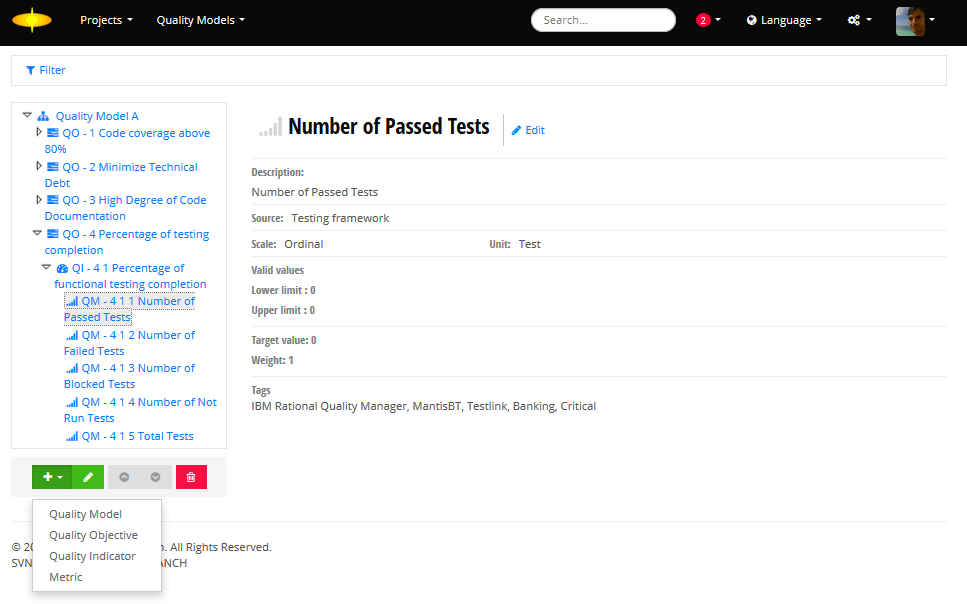 Projects
Quality Models
Search...
2
Language
Filter
Quality Model A
QO - 1 Code coverage above
80%
QO - 2 Minimize Technical
Debt
QO - 3 High Degree of Code
Documentation
QO - 4 Percentage of testing
completion
QI - 4 1 Percentage of
functional testing completion
QM - 4 1 1 Number of
Passed Tests
QM - 4 1 2 Number of
Failed Tests
QM - 4 1 3 Number of
Blocked Tests
QM - 4 1 4 Number of Not
Run Tests
QM - 4 1 5 Total Tests
Number of Passed Tests
Edit
Description:
Number of Passed Tests
Source: Testing framework
Scale: Ordinal
Unit: Test
Valid values
Lower limit : 0
Upper limit : 0
Target value: 0
Weight: 1
Tags
IBM Rational Quality Manager, MantisBT, Testlink, Banking, Critical
Quality Model
Quality Objective
Quality Indicator
Metric
© All Rights Reserved.
SVN